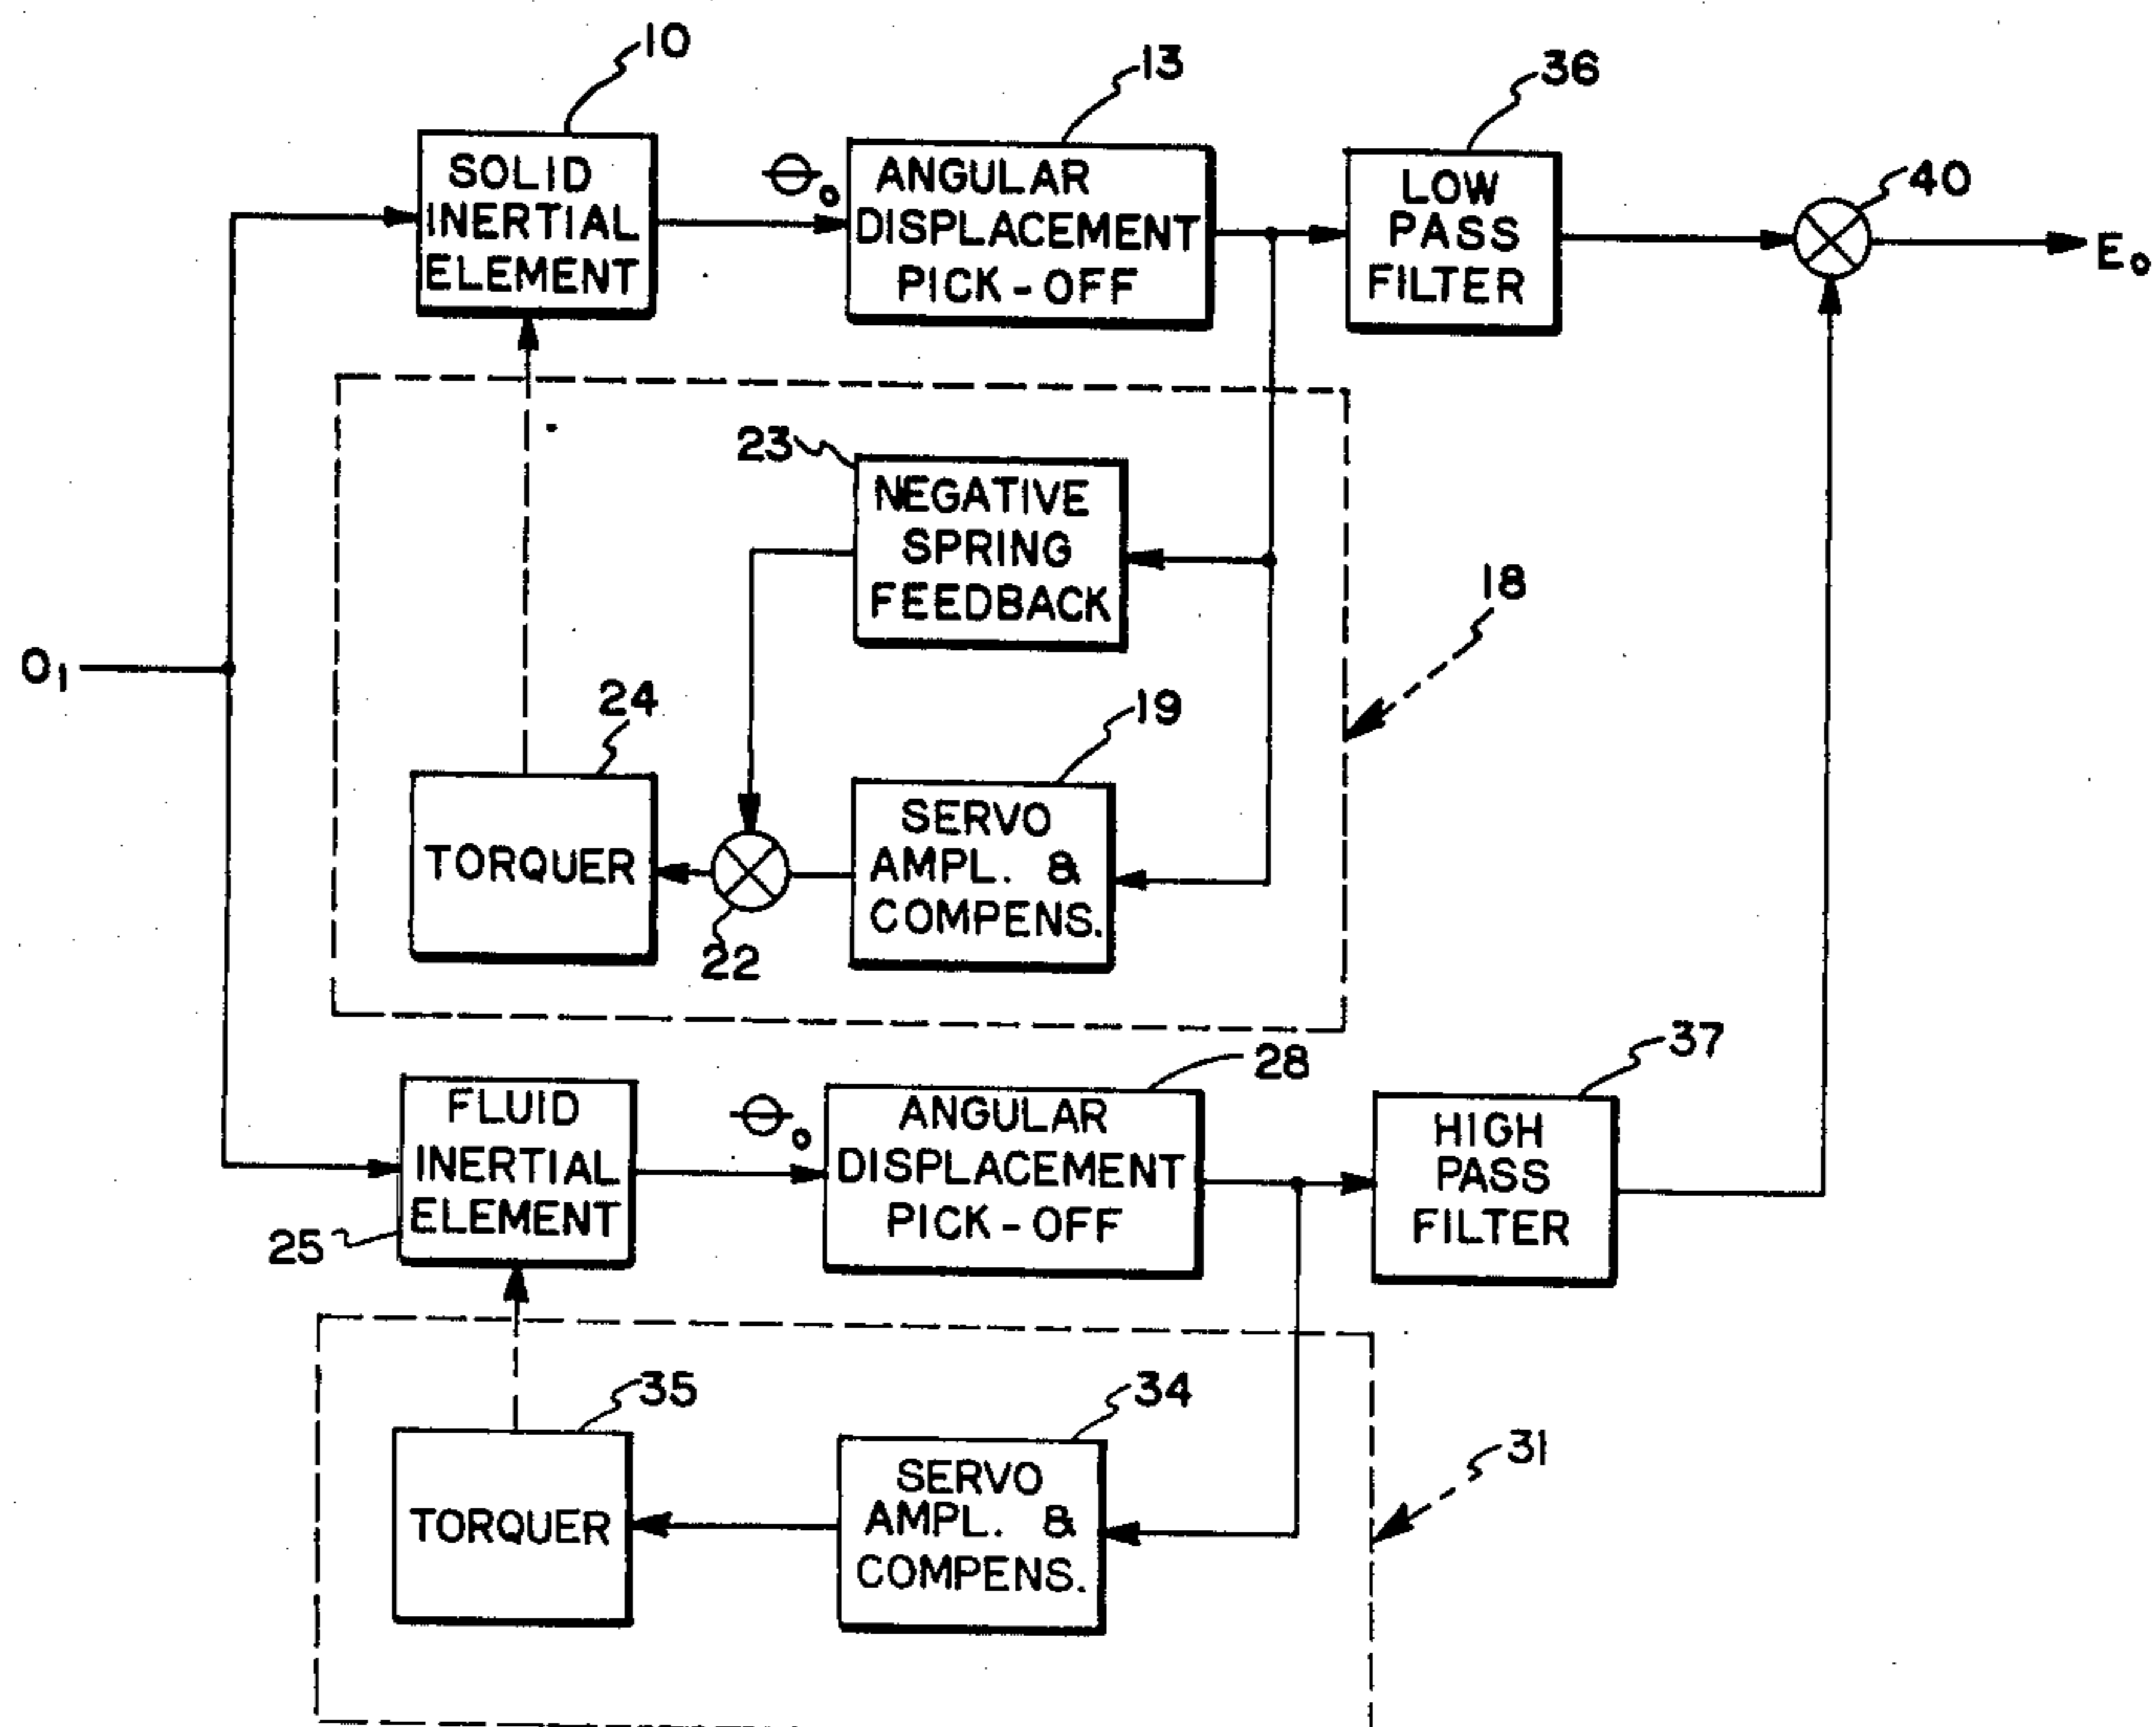 10
13
36
40
SOLID
INERTIAL
ELEMENT
Θo
ANGULAR
DISPLACEMENT
PICK-OFF
LOW
PASS
FILTER
Eo
23
NEGATIVE
SPRING
FEEDBACK
18
O1
24
19
TORQUER
22
SERVO
AMPL. &
COMPENS.
37
28
FLUID
INERTIAL
ELEMENT
25
Θo
ANGULAR
DISPLACEMENT
PICK-OFF
HIGH
PASS
FILTER
35
34
31
TORQUER
SERVO
AMPL. &
COMPENS.